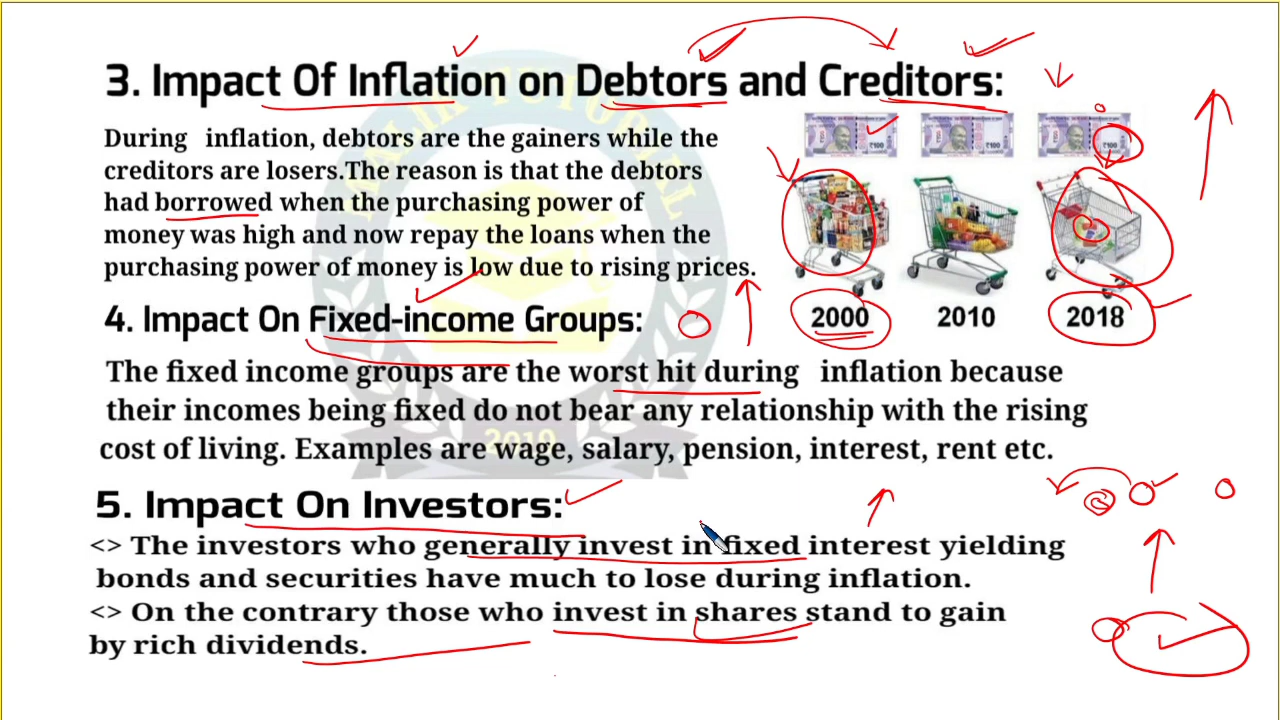 3. Impact Of Inflation on Debtors and Creditors:
During inflation, debtors are the gainers while the
creditors are losers.The reason is that the debtors
had borrowed when the purchasing power of
money was high and now repay the loans when the
purchasing power of money is low due to rising prices.
₹100
₹100
₹100
2000 2010 2018
4. Impact On Fixed-income Groups:
The fixed income groups are the worst hit during inflation because
their incomes being fixed do not bear any relationship with the rising
cost of living. Examples are wage, salary, pension, interest, rent etc.
2019
5. Impact On Investors:
<> The investors who generally invest in fixed interest yielding
bonds and securities have much to lose during inflation.
<> On the contrary those who invest in shares stand to gain
by rich dividends.